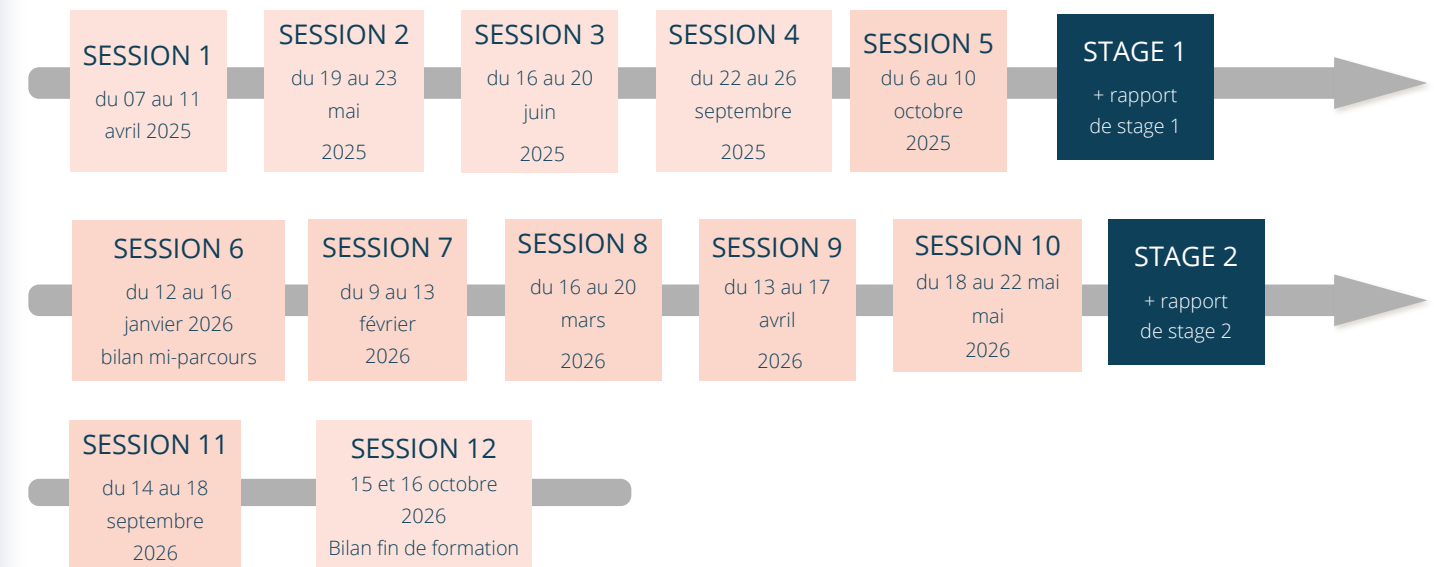 SESSION 1
du 07 au 11
avril 2025
SESSION 2
du 19 au 23
mai
2025
SESSION 3
du 16 au 20
juin
2025
SESSION 4
du 22 au 26
septembre
2025
SESSION 5
du 6 au 10
octobre
2025
STAGE 1
+ rapport
de stage 1
SESSION 6
du 12 au 16
janvier 2026
bilan mi-parcours
SESSION 7
du 9 au 13
février
2026
SESSION 8
du 16 au 20
mars
2026
SESSION 9
du 13 au 17
avril
2026
SESSION 10
du 18 au 22 mai
mai
2026
STAGE 2
+ rapport
de stage 2
SESSION 11
du 14 au 18
septembre
2026
SESSION 12
15 et 16 octobre
2026
Bilan fin de formation